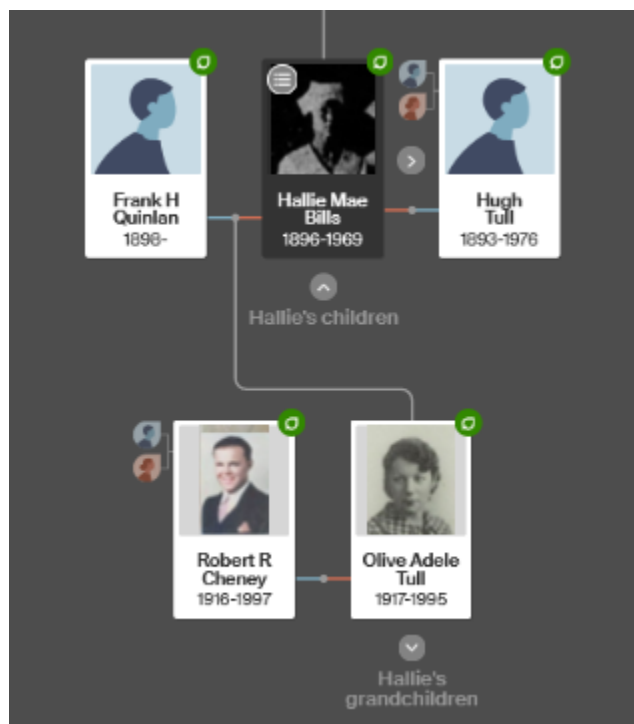 Frank H
Quinlan
1898-
Hallie Mae
Bills
1896-1969
Hugh
Tull
1893-1976
Hallie's children
Robert R
Cheney
1916-1997
Olive Adele
Tull
1917-1995
Hallie's
grandchildren